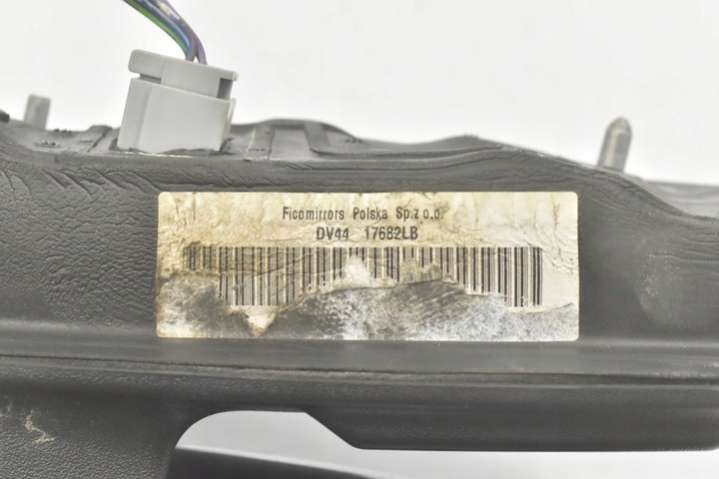 Ficomirrors Polska Sp.z o.o.
DV44 17682LB